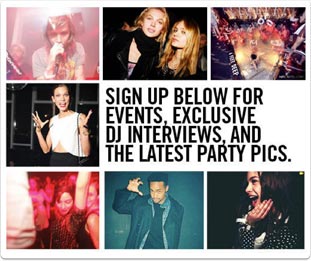 SIGN UP BELOW FOR
EVENTS, EXCLUSIVE
DJ INTERVIEWS, AND
THE LATEST PARTY PICS.